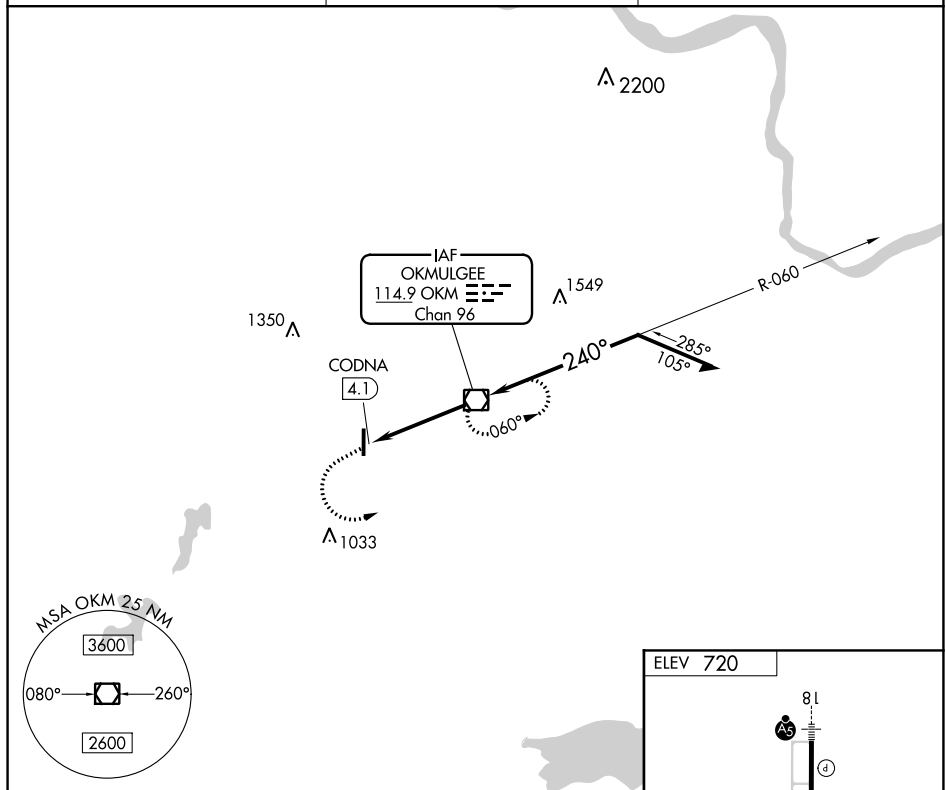 2200
R-060
IAF
OKMULGEE
114.9 OKM
Chan 96
1549
1350
285°
105°
240°
CODNA
4.1
060°
1033
MSA OKM 25 NM
3600
080°
260°
2600
ELEV 720
18
A5
P